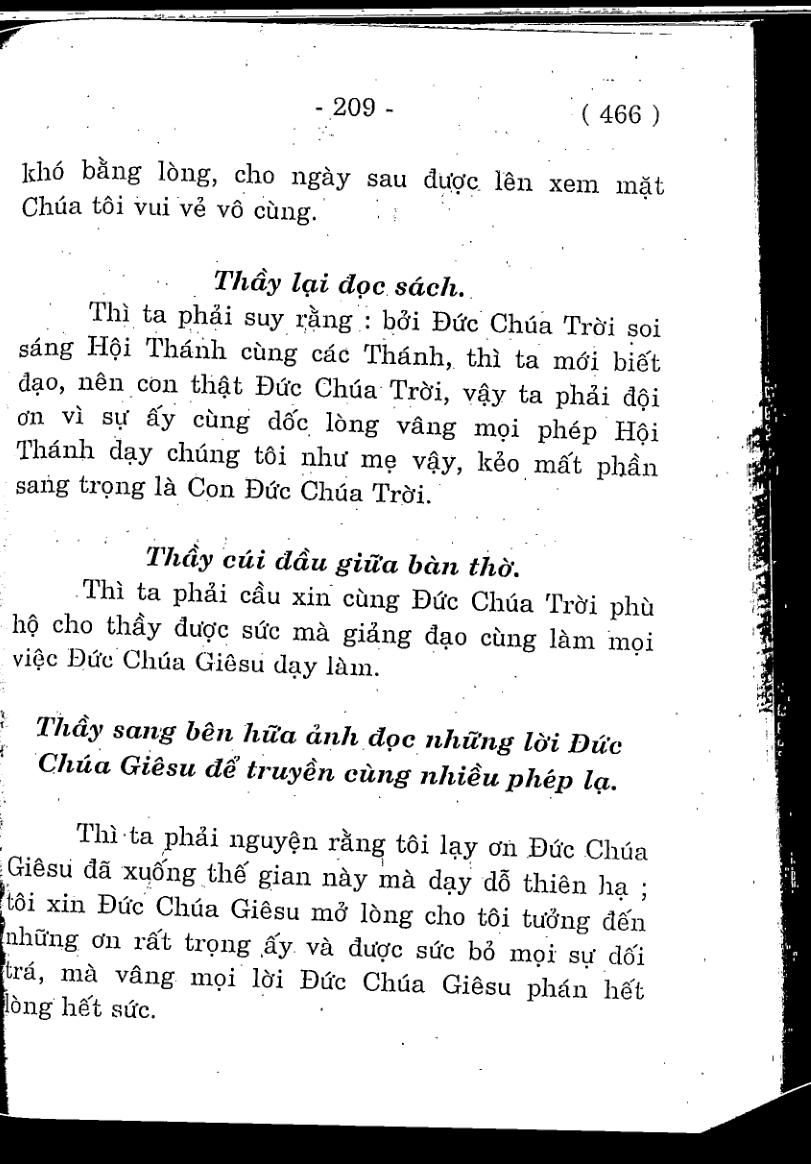 - 209 - ( 466 )
khó bằng lòng, cho ngày sau được lên xem mặt
Chúa tôi vui vẻ vô cùng.
Thầy lại đọc sách.
Thì ta phải suy rằng : bởi Đức Chúa Trời soi
sáng Hội Thánh cùng các Thánh, thì ta mới biết
đạo, nên con thật Đức Chúa Trời, vậy ta phải đội
ơn vì sự ấy cùng dốc lòng vâng mọi phép Hội
Thánh dạy chúng tôi như mẹ vậy, kẻo mất phần
sang trọng là Con Đức Chúa Trời.
Thầy cúi đầu giữa bàn thờ.
Thì ta phải cầu xin cùng Đức Chúa Trời phù
hộ cho thầy được sức mà giảng đạo cùng làm mọi
việc Đức Chúa Giêsu dạy làm.
Thầy sang bên hữa ảnh đọc những lời Đức
Chúa Giêsu để truyền cùng nhiều phép lạ.
Thì ta phải nguyện rằng tôi lạy ơn Đức Chúa
Giêsu đã xuống thế gian này mà dạy dỗ thiên hạ ;
tôi xin Đức Chúa Giêsu mở lòng cho tôi tưởng đến
những ơn rất trọng ấy và được sức bỏ mọi sự dối
trá, mà vâng mọi lời Đức Chúa Giêsu phán hết
lòng hết sức.